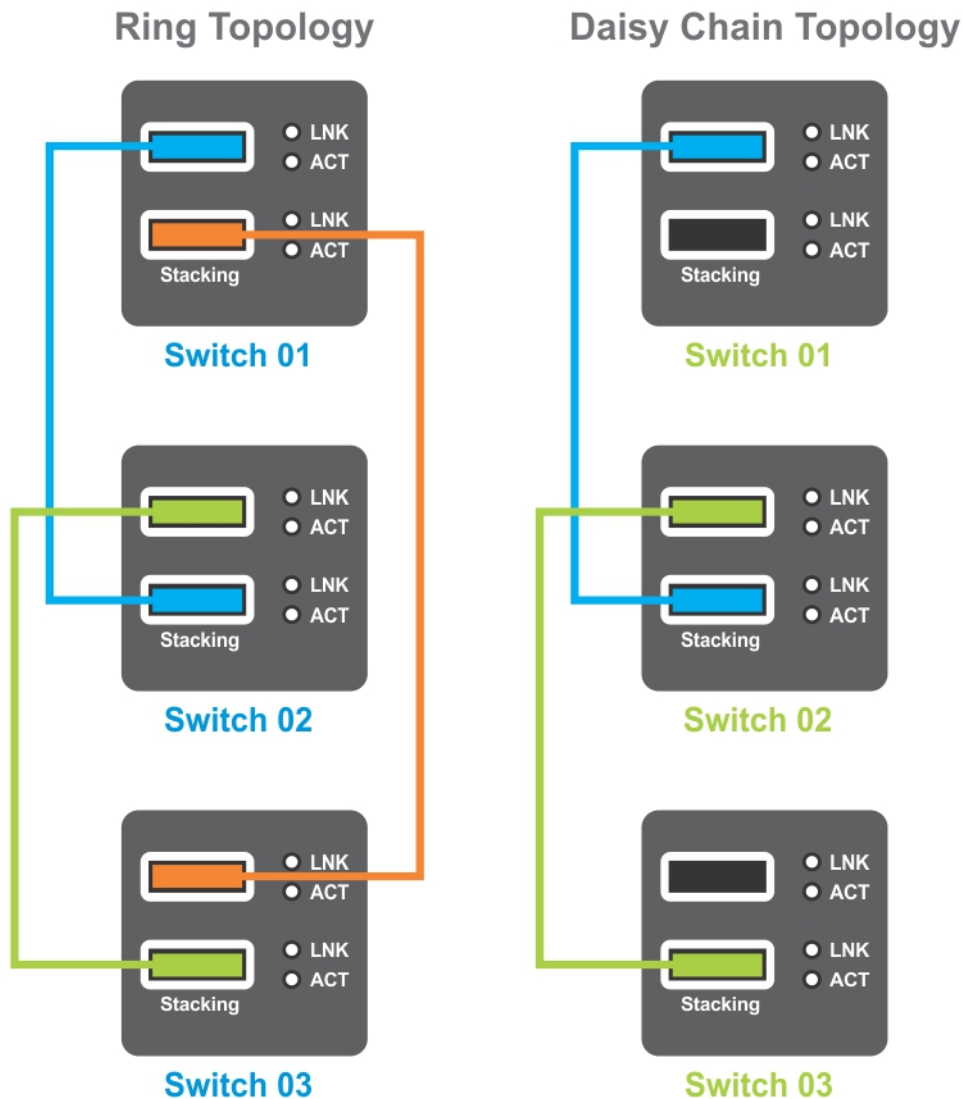 Ring Topology
LNK
ACT
LNK
ACT
Stacking
Switch 01
LNK
ACT
LNK
ACT
Stacking
Switch 02
LNK
ACT
LNK
ACT
Stacking
Switch 03
Daisy Chain Topology
LNK
ACT
LNK
ACT
Stacking
Switch 01
LNK
ACT
LNK
ACT
Stacking
Switch 02
LNK
ACT
LNK
ACT
Stacking
Switch 03